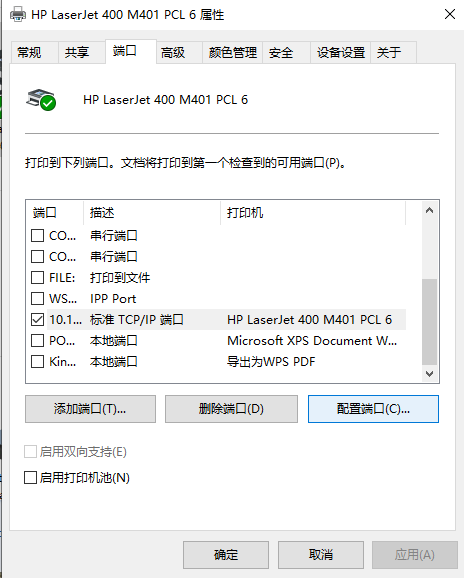 HP LaserJet 400 M401 PCL 6 属性
常规 共享 端口 高级 颜色管理 安全 设备设置 关于
HP LaserJet 400 M401 PCL 6
打印到下列端口。文档将打印到第一个检查到的可用端口(P)。
端口 描述 打印机
CO... 串行端口
CO... 串行端口
FILE: 打印到文件
WS... IPP Port
10.1... 标准 TCP/IP 端口 HP LaserJet 400 M401 PCL 6
PO... 本地端口 Microsoft XPS Document W...
Kin... 本地端口 导出为WPS PDF
添加端口(T)... 删除端口(D) 配置端口(C)...
启用双向支持(E)
启用打印机池(N)
确定 取消 应用(A)